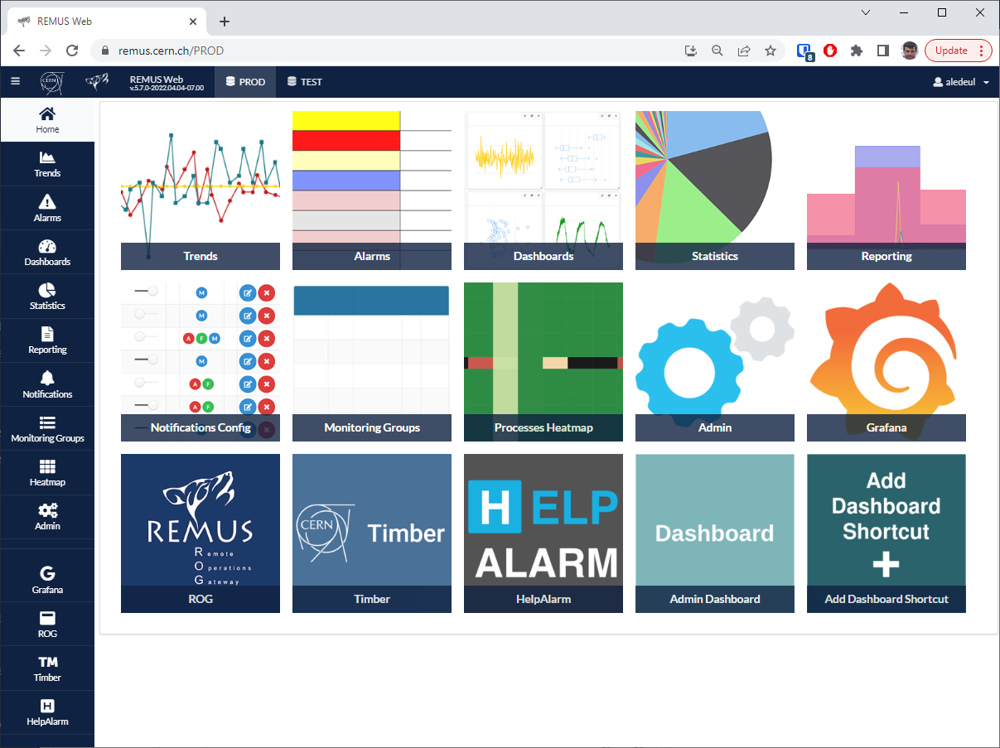 REMUS Web
remus.cern.ch/PROD
8
Update
CERN
REMUS Web
v.5.7.0-2022.04.04-07.00
PROD
TEST
aledeul
Home
Trends
Alarms
Dashboards
Statistics
Reporting
Notifications
Monitoring Groups
Heatmap
Admin
G
Grafana
ROG
TM
Timber
H
HelpAlarm
Trends
Alarms
Dashboards
Statistics
Reporting
M
M
A F M
M
A F
A F
Notifications Config
Monitoring Groups
Processes Heatmap
Admin
Grafana
REMUS
Remote
Operations
Gateway
ROG
CERN
Timber
Timber
HELP
ALARM
HelpAlarm
Dashboard
Admin Dashboard
Add
Dashboard
Shortcut
+
Add Dashboard Shortcut